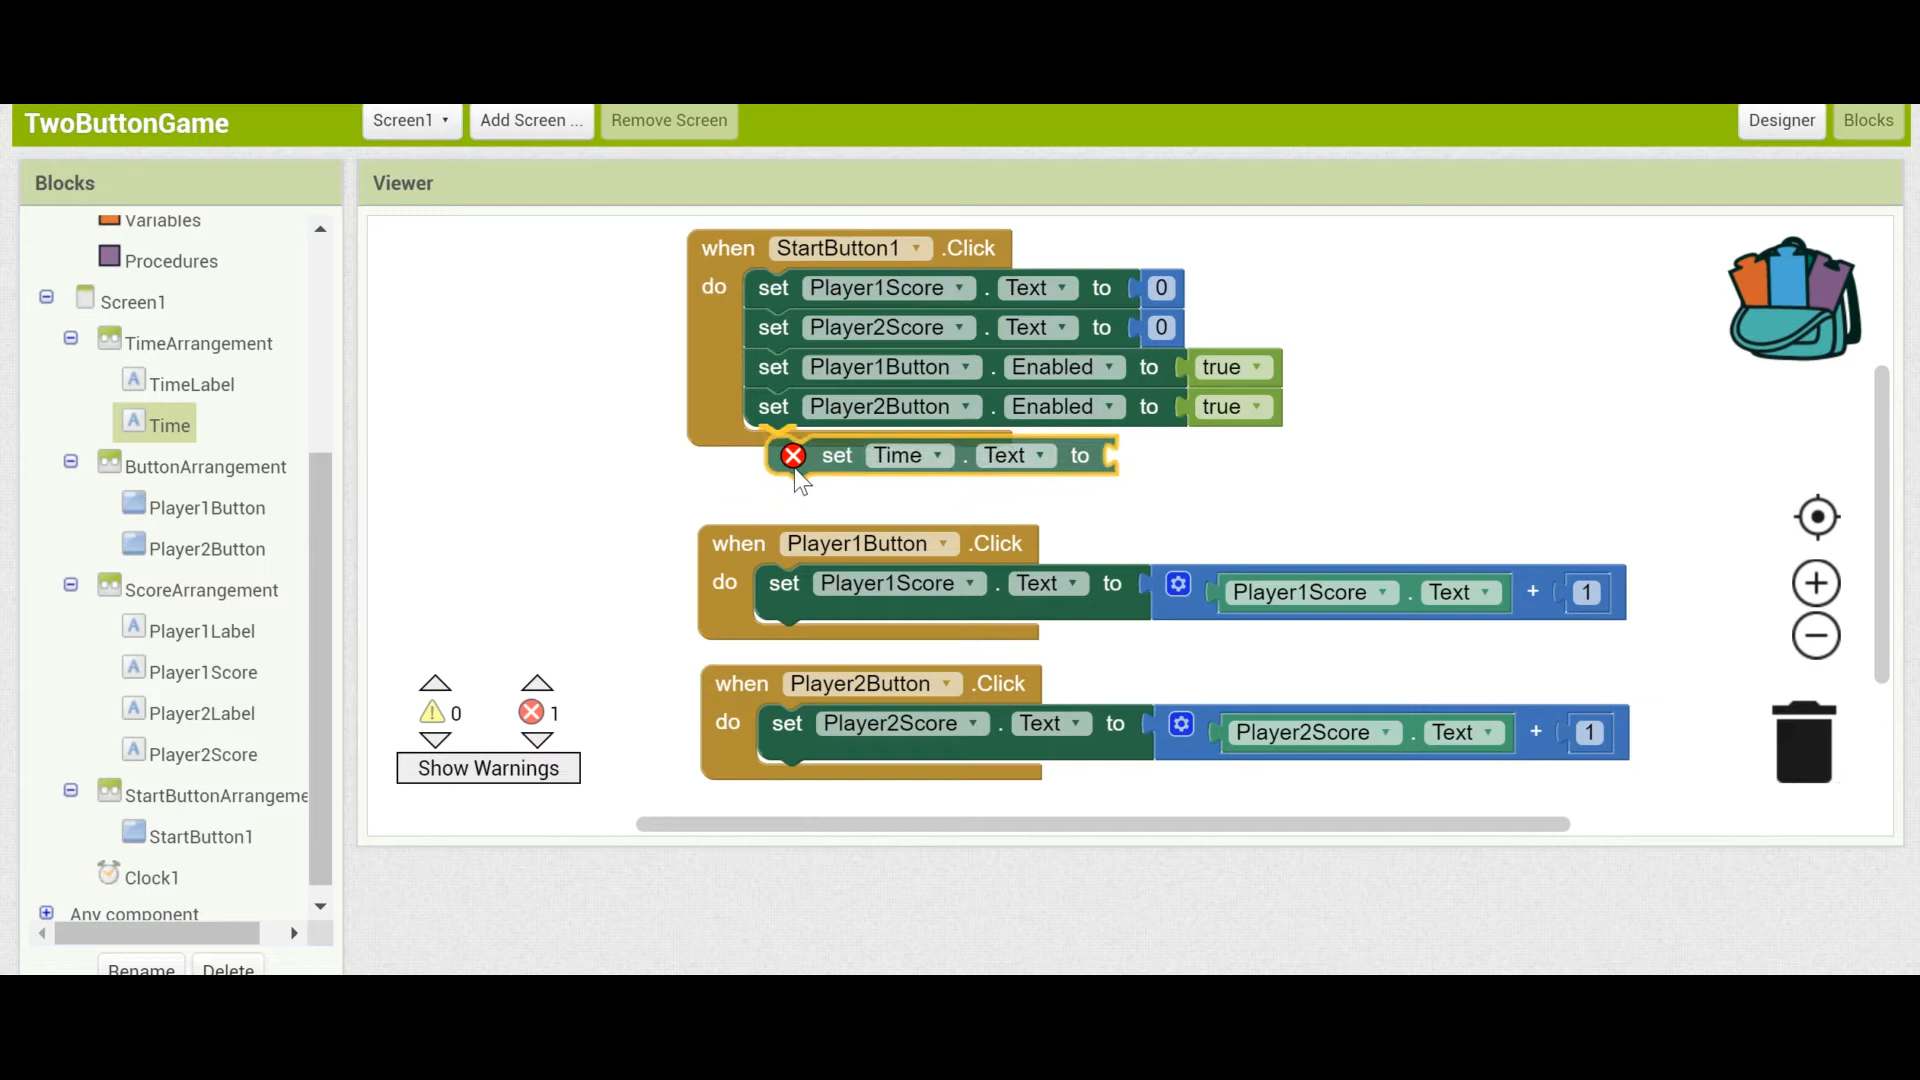 TwoButtonGame
Screen1
Add Screen ...
Remove Screen
Designer
Blocks
Blocks
Viewer
Variables
Procedures
Screen1
TimeArrangement
TimeLabel
Time
ButtonArrangement
Player1Button
Player2Button
ScoreArrangement
Player1Label
Player1Score
Player2Label
Player2Score
StartButtonArrangeme
StartButton1
Clock1
Any component
Rename
Delete
when StartButton1 .Click
do set Player1Score . Text to 0
set Player2Score . Text to 0
set Player1Button . Enabled to true
set Player2Button . Enabled to true
set Time . Text to
when Player1Button .Click
do set Player1Score . Text to Player1Score . Text + 1
when Player2Button .Click
do set Player2Score . Text to Player2Score . Text + 1
0 1
Show Warnings